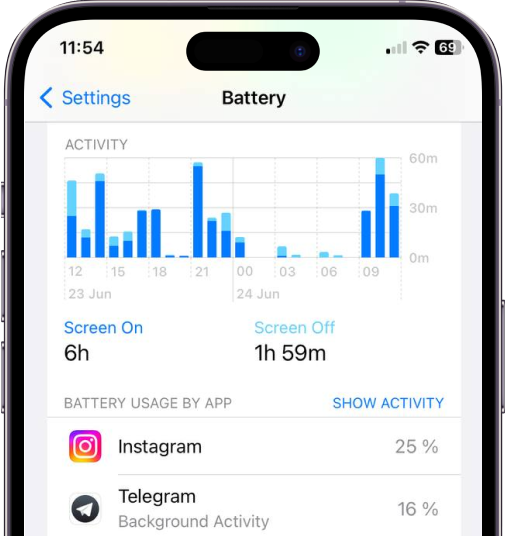 11:54
69
Settings
Battery
ACTIVITY
60m
30m
0m
12 15 18 21 00 03 06 09
23 Jun 24 Jun
Screen On Screen Off
6h 1h 59m
BATTERY USAGE BY APP SHOW ACTIVITY
Instagram 25 %
Telegram
Background Activity
16 %